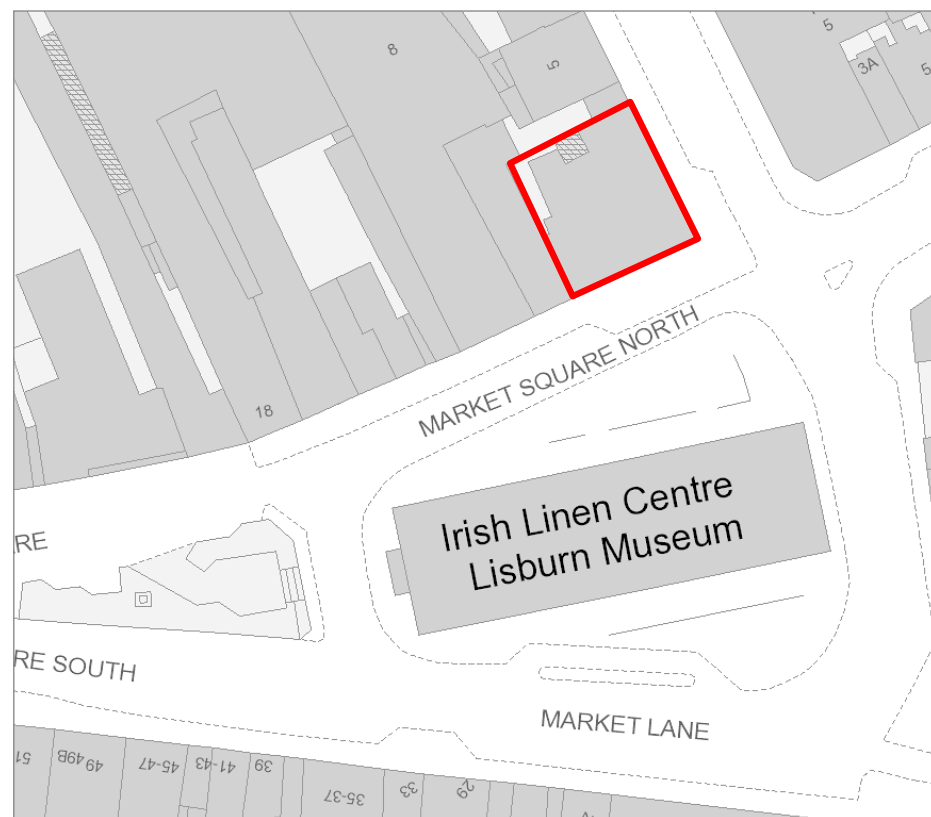 5
8
5
3A
5
MARKET SQUARE NORTH
18
Irish Linen Centre
Lisburn Museum
RE
RE SOUTH
MARKET LANE
51
49 49B
45-47
41-43
39
35-37
33
29